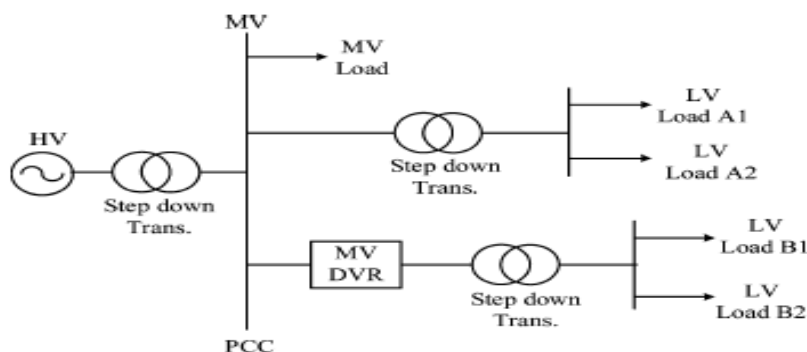 MV
MV
Load
HV
LV
Load A1
Step down
Trans.
LV
Load A2
Step down
Trans.
MV
DVR
LV
Load B1
Step down
Trans.
LV
Load B2
PCC